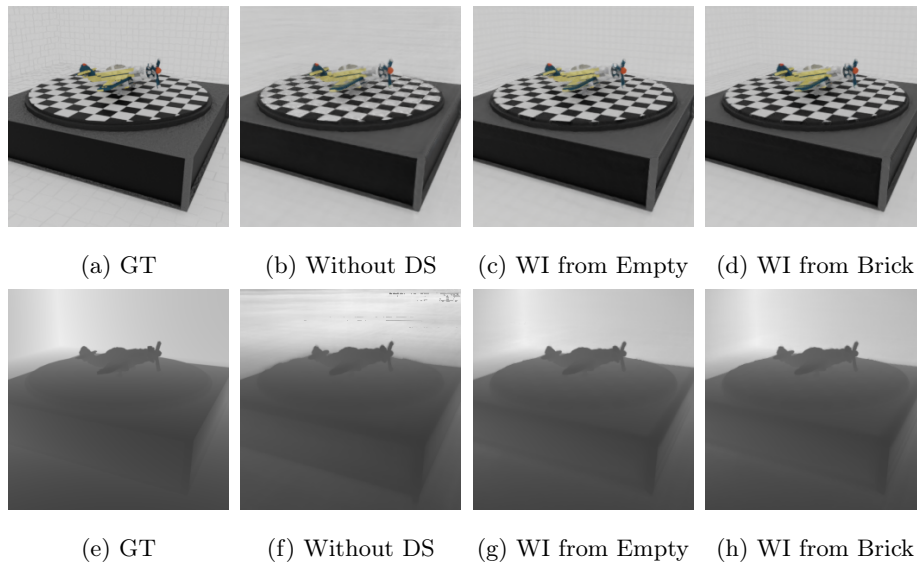 (a) GT
(b) Without DS
(c) WI from Empty
(d) WI from Brick
(e) GT
(f) Without DS
(g) WI from Empty
(h) WI from Brick